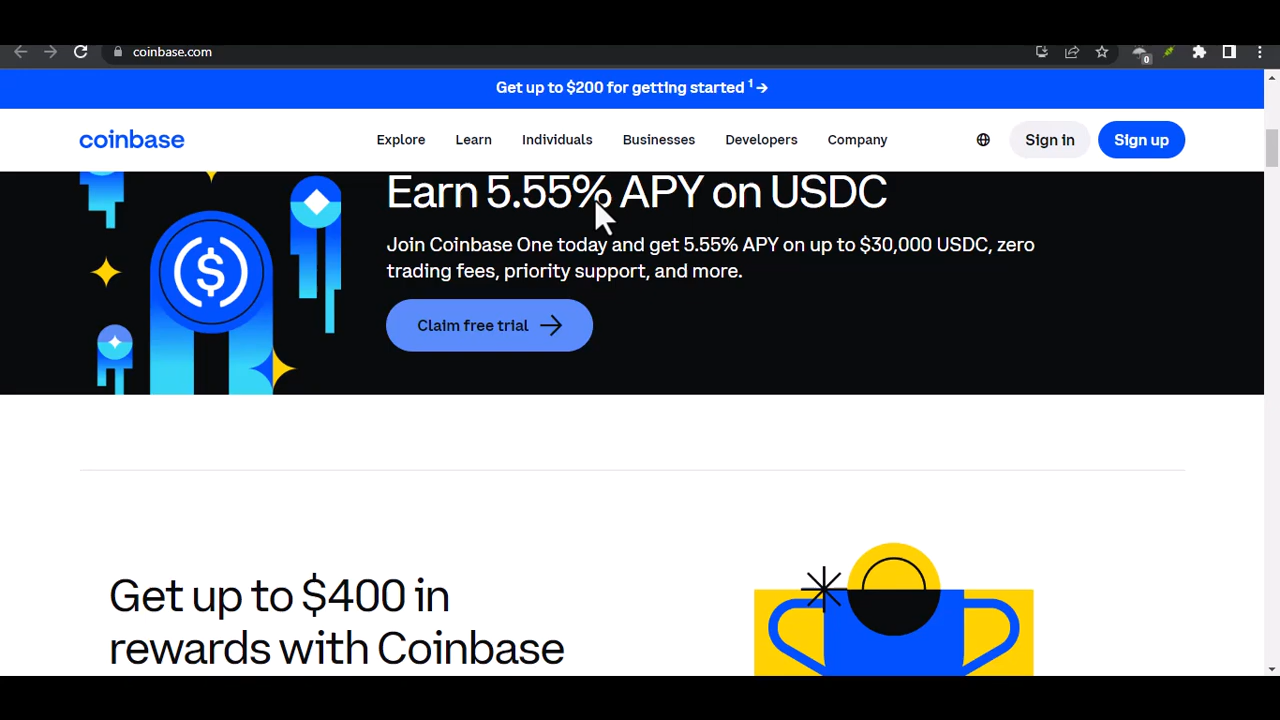 coinbase.com
0
Get up to $200 for getting started ¹ →
coinbase Explore Learn Individuals Businesses Developers Company Sign in Sign up
Earn 5.55% APY on USDC
Join Coinbase One today and get 5.55% APY on up to $30,000 USDC, zero
trading fees, priority support, and more.
Claim free trial →
Get up to $400 in
rewards with Coinbase